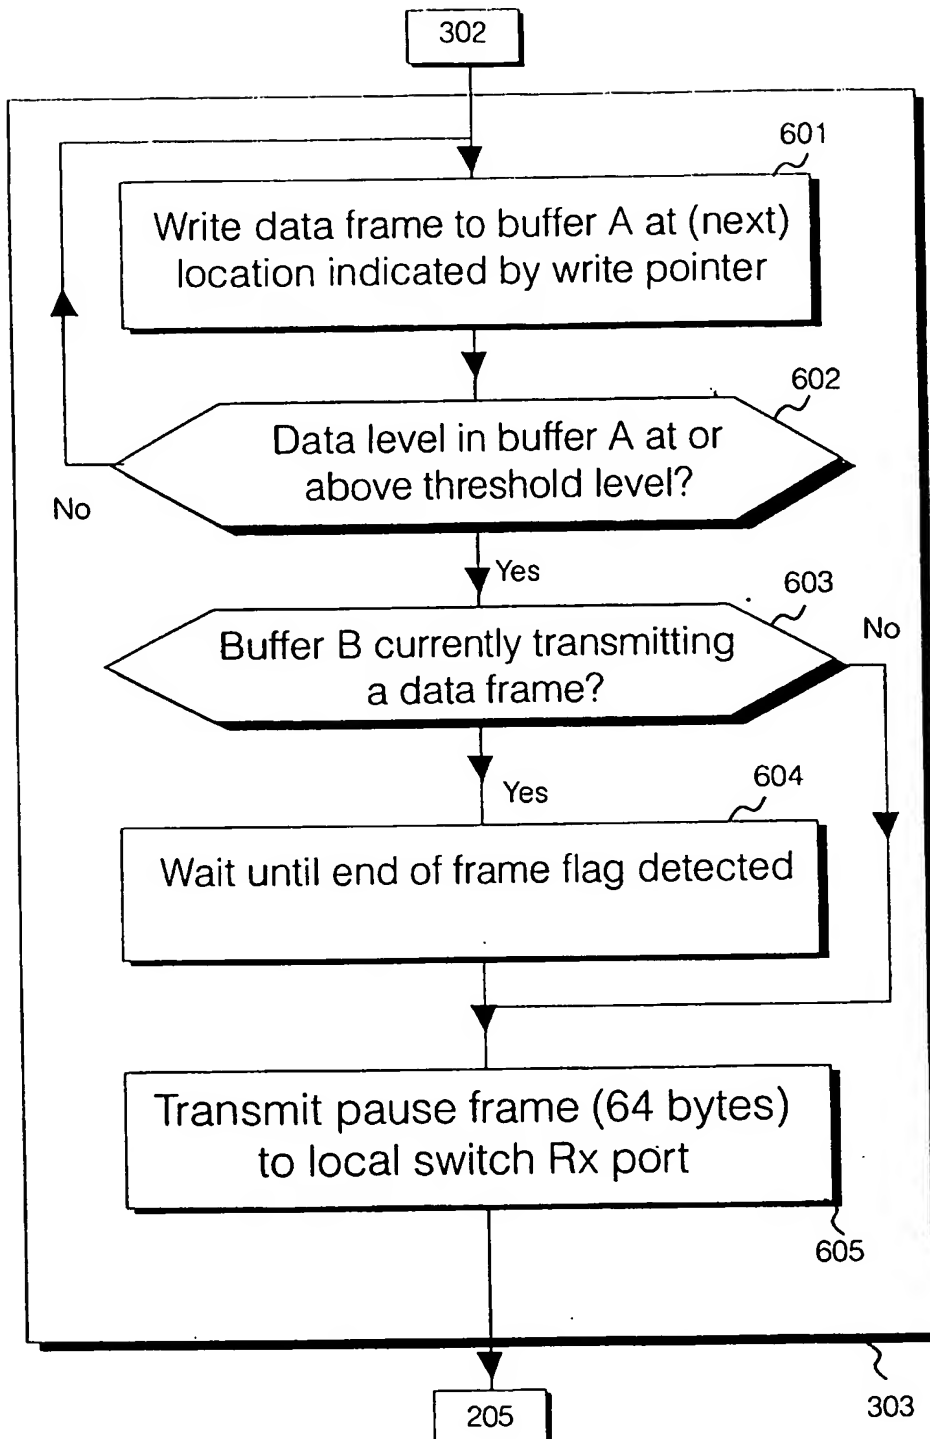 302
601
Write data frame to buffer A at (next)
location indicated by write pointer
602
Data level in buffer A at or
above threshold level?
No
Yes
603
No
Buffer B currently transmitting
a data frame?
Yes
604
Wait until end of frame flag detected
Transmit pause frame (64 bytes)
to local switch Rx port
605
303
205